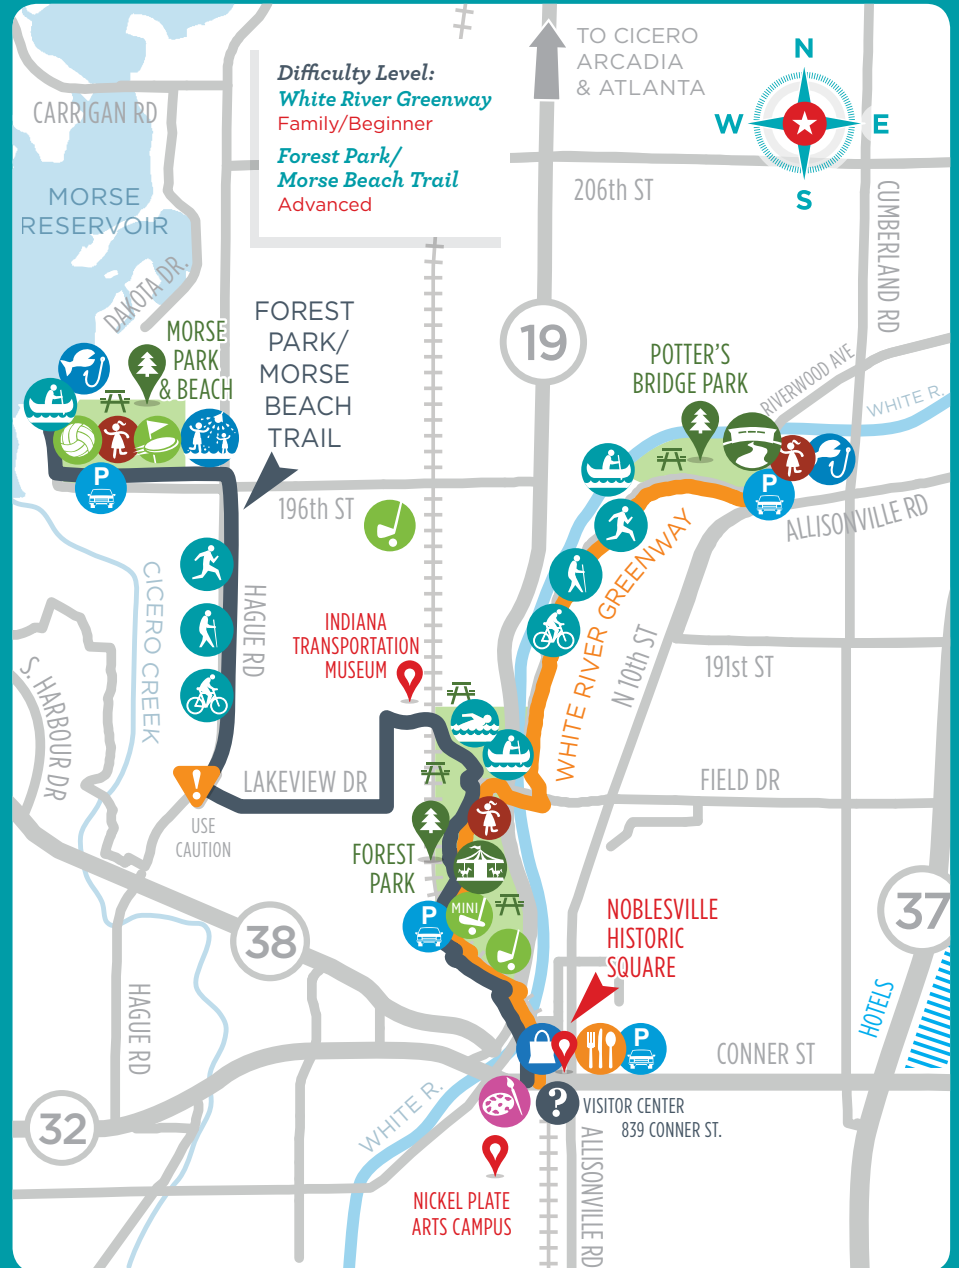 TO CICERO
ARCADIA
& ATLANTA
N
W
E
S
Difficulty Level:
White River Greenway
Family/Beginner
Forest Park/
Morse Beach Trail
Advanced
CARRIGAN RD
MORSE
RESERVOIR
206th ST
CUMBERLAND RD
DAKOTA DR.
MORSE
PARK
& BEACH
FOREST
PARK/
MORSE
BEACH
TRAIL
19
POTTER'S
BRIDGE PARK
RIVERWOOD AVE
WHITE R.
P
P
196th ST
ALLISONVILLE RD
CICERO CREEK
HAGUE RD
INDIANA
TRANSPORTATION
MUSEUM
WHITE RIVER GREENWAY
N 10th ST
191st ST
S. HARBOUR DR
!
LAKEVIEW DR
FIELD DR
USE
CAUTION
FOREST
PARK
P
MINI
38
37
NOBLESVILLE
HISTORIC
SQUARE
HOTELS
HAGUE RD
P
CONNER ST
32
WHITE R.
?
VISITOR CENTER
839 CONNER ST.
ALLISONVILLE RD
NICKEL PLATE
ARTS CAMPUS